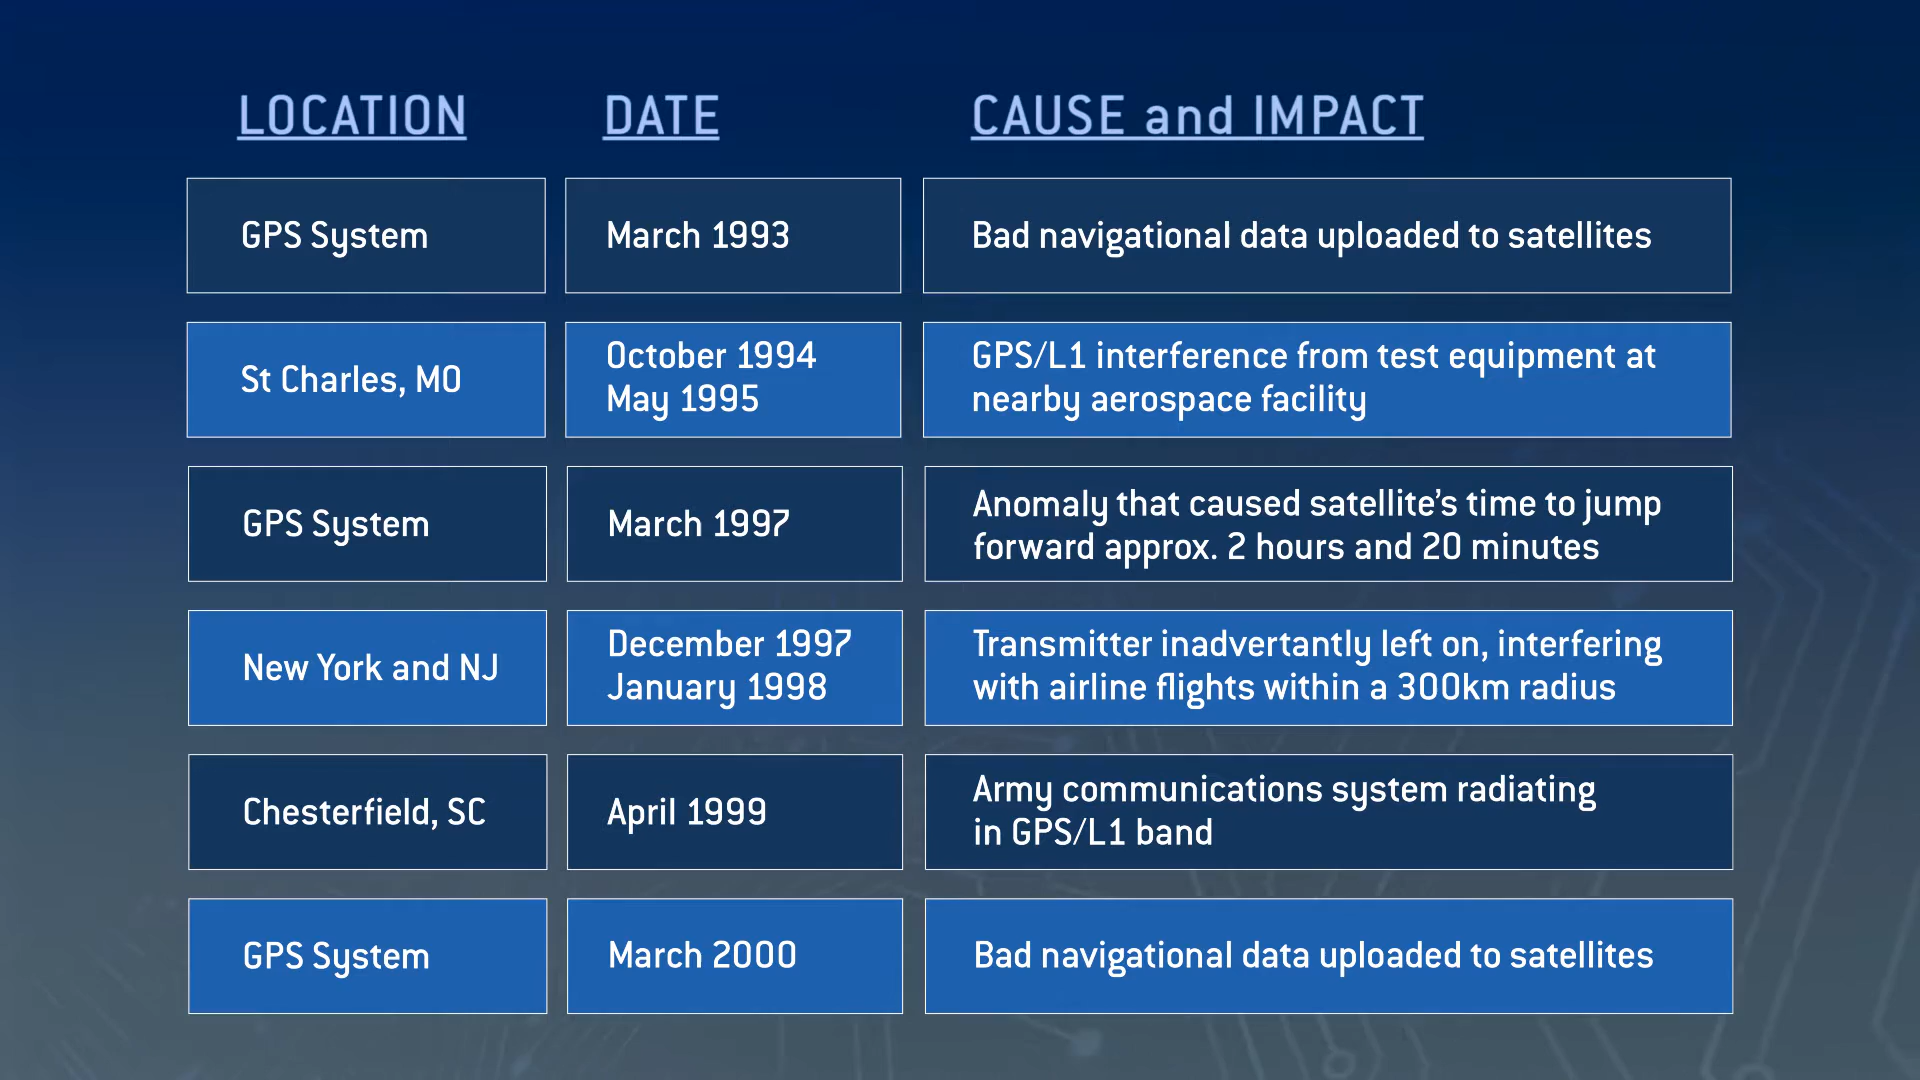 LOCATION DATE CAUSE and IMPACT
GPS System
March 1993
Bad navigational data uploaded to satellites
St Charles, MO
October 1994
May 1995
GPS/L1 interference from test equipment at
nearby aerospace facility
GPS System
March 1997
Anomaly that caused satellite's time to jump
forward approx. 2 hours and 20 minutes
New York and NJ
December 1997
January 1998
Transmitter inadvertantly left on, interfering
with airline flights within a 300km radius
Chesterfield, SC
April 1999
Army communications system radiating
in GPS/L1 band
GPS System
March 2000
Bad navigational data uploaded to satellites